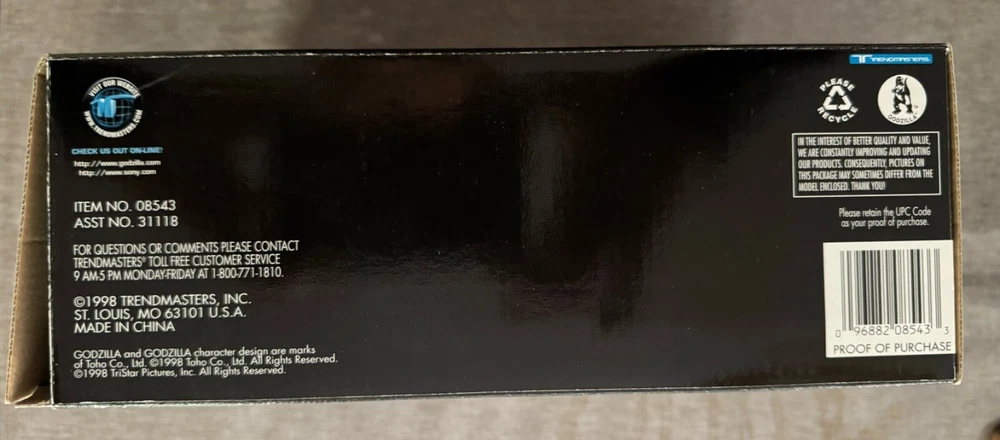 VISIT OUR WEBSITE
WWW.TRENDMASTERS.COM
CHECK US OUT ON-LINE!
http://www.godzilla.com
http://www.sony.com
ITEM NO. 08543
ASST NO. 31118
FOR QUESTIONS OR COMMENTS PLEASE CONTACT
TRENDMASTERS® TOLL FREE CUSTOMER SERVICE
9 AM-5 PM MONDAY-FRIDAY AT 1-800-771-1810.
©1998 TRENDMASTERS, INC.
ST. LOUIS, MO 63101 U.S.A.
MADE IN CHINA
GODZILLA and GODZILLA character design are marks
of Toho Co., Ltd. ©1998 Toho Co., Ltd. All Rights Reserved.
©1998 TriStar Pictures, Inc. All Rights Reserved.
TRENDMASTERS
PLEASE
RECYCLE
GODZILLA
IN THE INTEREST OF BETTER QUALITY AND VALUE,
WE ARE CONSTANTLY IMPROVING AND UPDATING
OUR PRODUCTS. CONSEQUENTLY, PICTURES ON
THIS PACKAGE MAY SOMETIMES DIFFER FROM THE
MODEL ENCLOSED. THANK YOU!
Please retain the UPC Code
as your proof of purchase.
0 96882 08543 3
PROOF OF PURCHASE